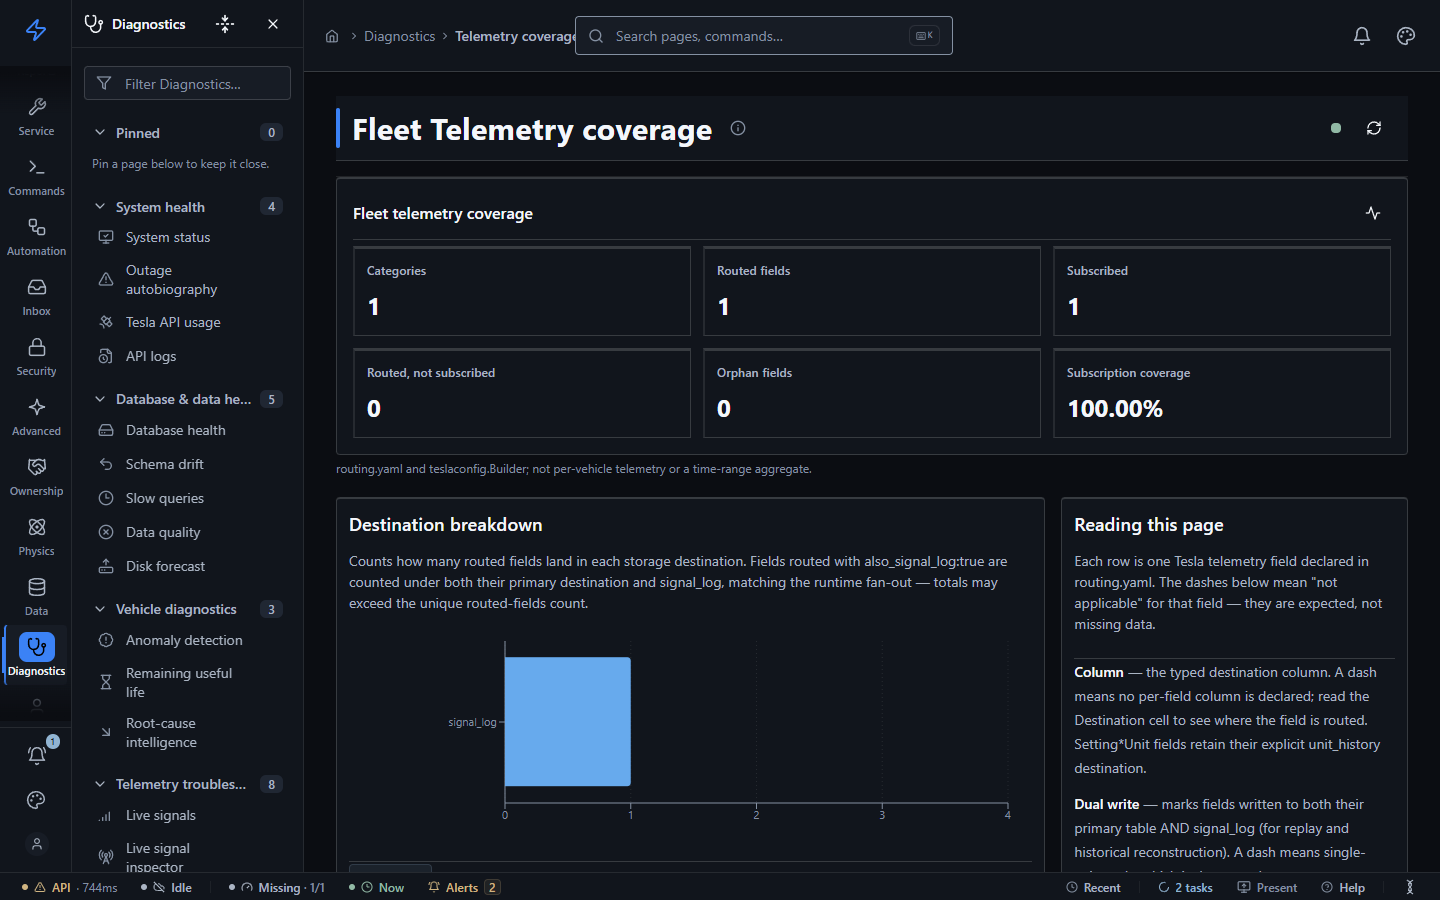 Diagnostics
Diagnostics
Telemetry coverage
Search pages, commands...
K
Service
Commands
Automation
Inbox
Security
Advanced
Ownership
Physics
Data
Diagnostics
1
Filter Diagnostics...
Pinned
0
Pin a page below to keep it close.
System health
4
System status
Outage
autobiography
Tesla API usage
API logs
Database & data he...
5
Database health
Schema drift
Slow queries
Data quality
Disk forecast
Vehicle diagnostics
3
Anomaly detection
Remaining useful
life
Root-cause
intelligence
Telemetry troubles...
8
Live signals
Live signal
inspector
Fleet Telemetry coverage
Fleet telemetry coverage
Categories
1
Routed fields
1
Subscribed
1
Routed, not subscribed
0
Orphan fields
0
Subscription coverage
100.00%
routing.yaml and teslaconfig.Builder; not per-vehicle telemetry or a time-range aggregate.
Destination breakdown
Counts how many routed fields land in each storage destination. Fields routed with also_signal_log:true are
counted under both their primary destination and signal_log, matching the runtime fan-out — totals may
exceed the unique routed-fields count.
signal_log
0 1 2 3 4
Reading this page
Each row is one Tesla telemetry field declared in
routing.yaml. The dashes below mean "not
applicable" for that field — they are expected, not
missing data.
Column — the typed destination column. A dash
means no per-field column is declared; read the
Destination cell to see where the field is routed.
Setting*Unit fields retain their explicit unit_history
destination.
Dual write — marks fields written to both their
primary table AND signal_log (for replay and
historical reconstruction). A dash means single-
API · 744ms
Idle
Missing · 1/1
Now
Alerts 2
Recent
2 tasks
Present
Help